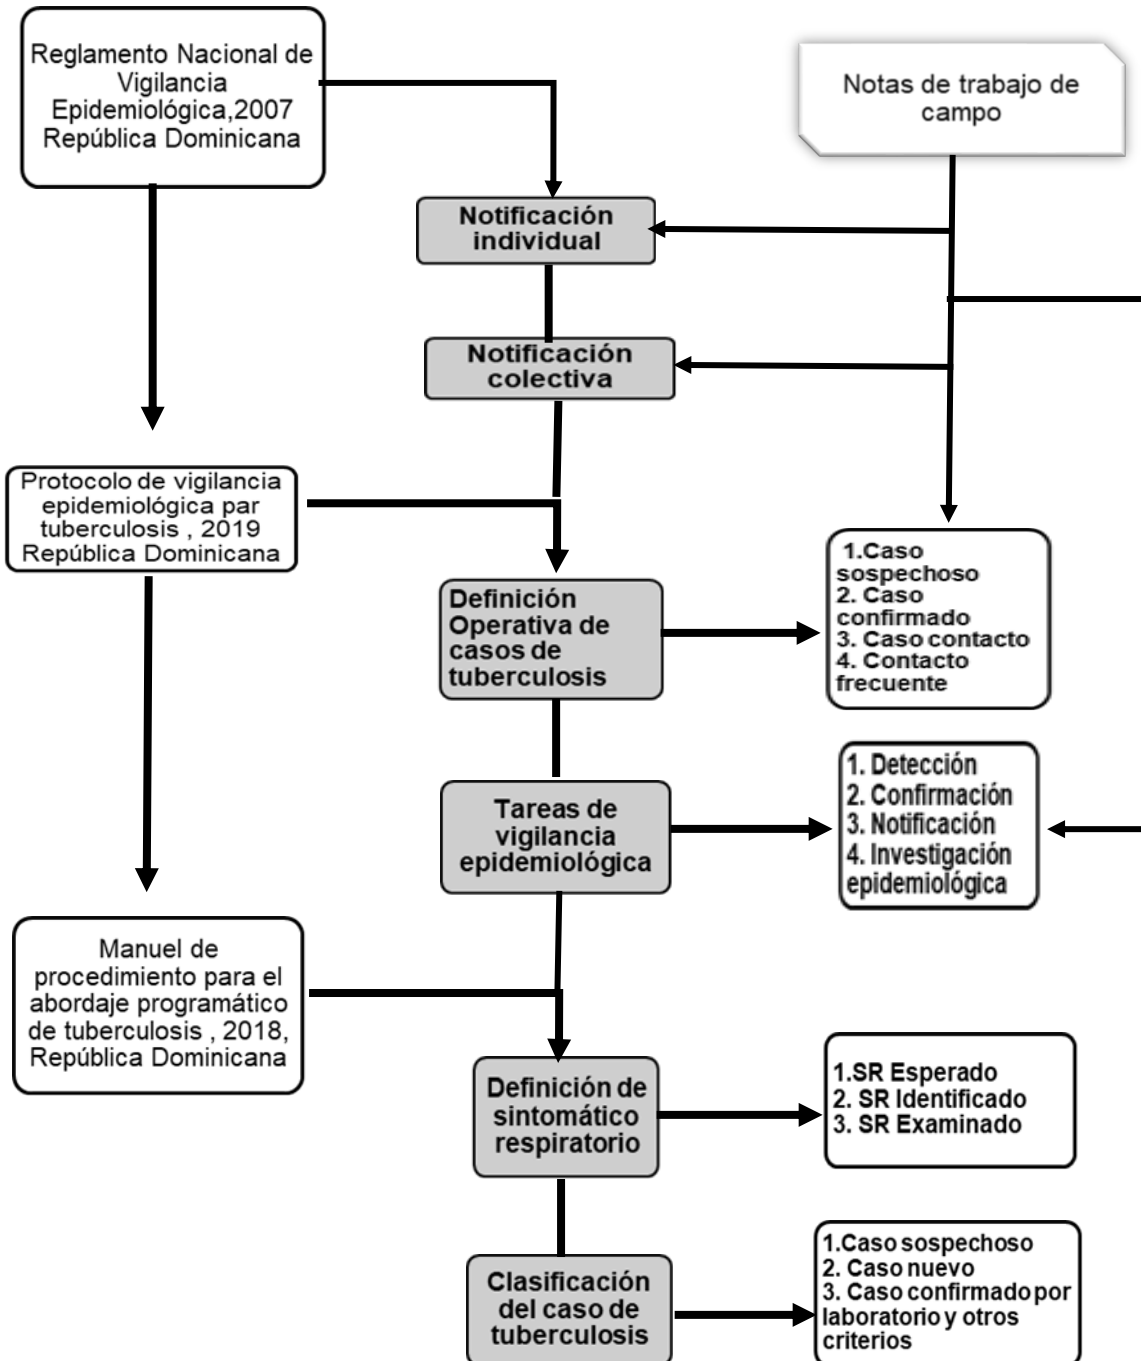 Reglamento Nacional de
Vigilancia
Epidemiológica,2007
República Dominicana
Notas de trabajo de
campo
Notificación
individual
Notificación
colectiva
Protocolo de vigilancia
epidemiológica par
tuberculosis , 2019
República Dominicana
Definición
Operativa de
casos de
tuberculosis
1.Caso
sospechoso
2. Caso
confirmado
3. Caso contacto
4. Contacto
frecuente
Tareas de
vigilancia
epidemiológica
1. Detección
2. Confirmación
3. Notificación
4. Investigación
epidemiológica
Manuel de
procedimiento para el
abordaje programático
de tuberculosis , 2018,
República Dominicana
Definición de
sintomático
respiratorio
1.SR Esperado
2. SR Identificado
3. SR Examinado
Clasificación
del caso de
tuberculosis
1.Caso sospechoso
2. Caso nuevo
3. Caso confirmado por
laboratorio y otros
criterios